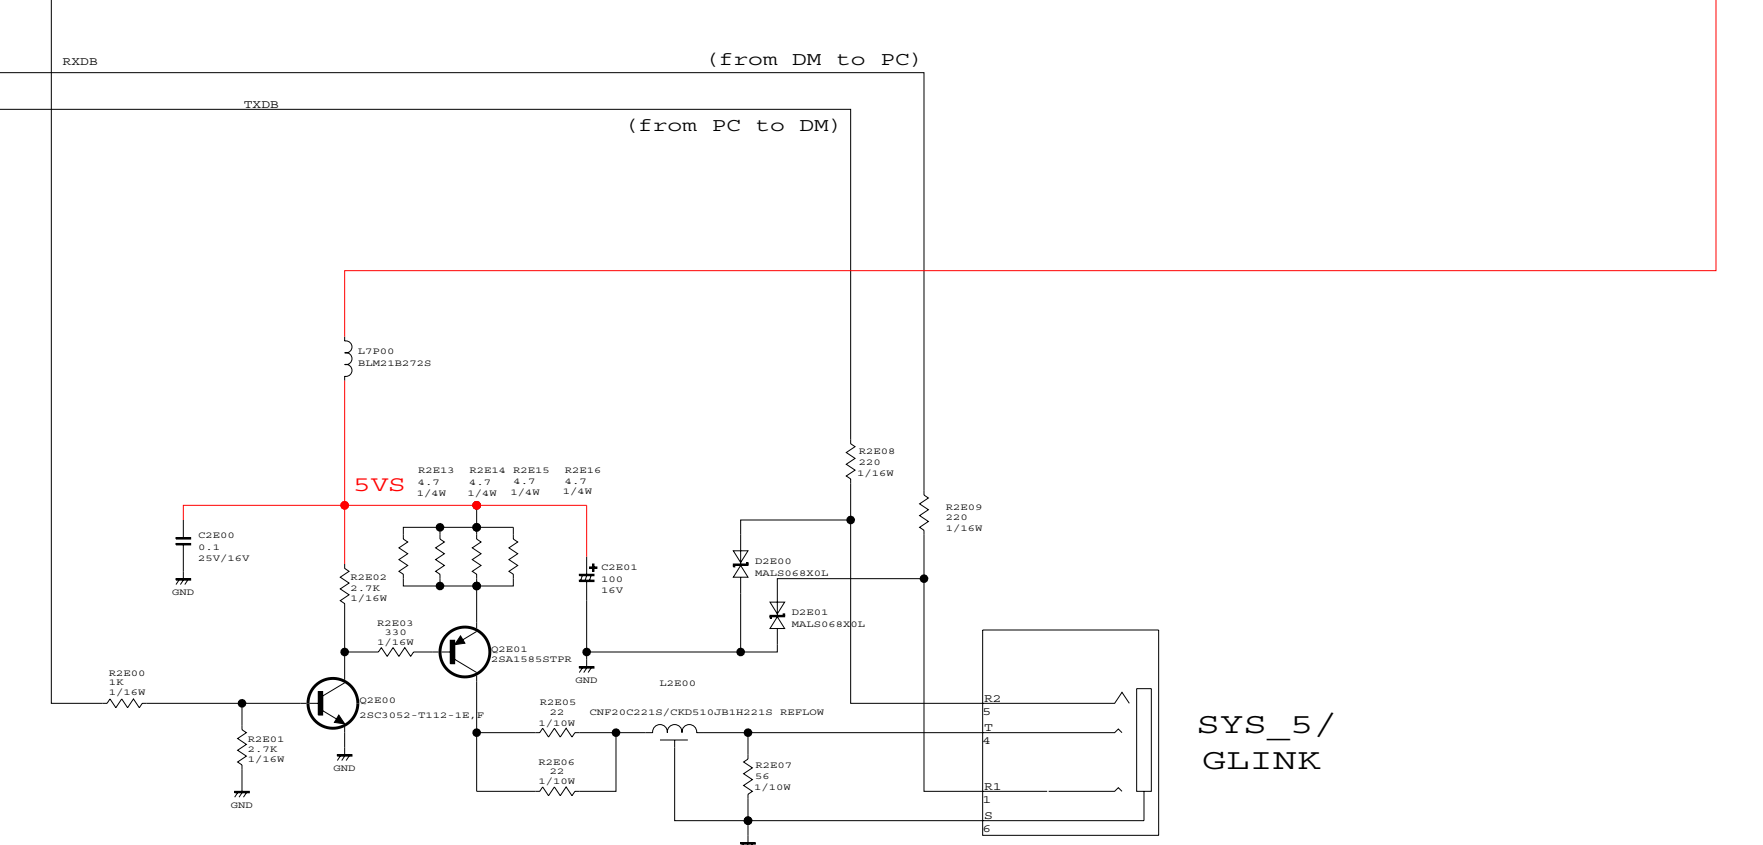 RXDB
(from DM to PC)
TXDB
(from PC to DM)
L7P00
BLM21B272S
5VS
R2E13
4.7
1/4W
R2E14
4.7
1/4W
R2E15
4.7
1/4W
R2E16
4.7
1/4W
R2E08
220
1/16W
R2E09
220
1/16W
C2E00
0.1
25V/16V
GND
R2E02
2.7K
1/16W
C2E01
100
16V
D2E00
MALS068X0L
D2E01
MALS068X0L
R2E03
330
1/16W
Q2E01
2SA1585STPR
GND
R2E00
1K
1/16W
Q2E00
2SC3052-T112-1E,F
L2E00
CNF20C221S/CKD510JB1H221S REFLOW
R2E05
22
1/10W
R2E01
2.7K
1/16W
GND
GND
R2E06
22
1/10W
R2E07
56
1/10W
R2
5
T
4
R1
1
S
6
SYS_5/
GLINK